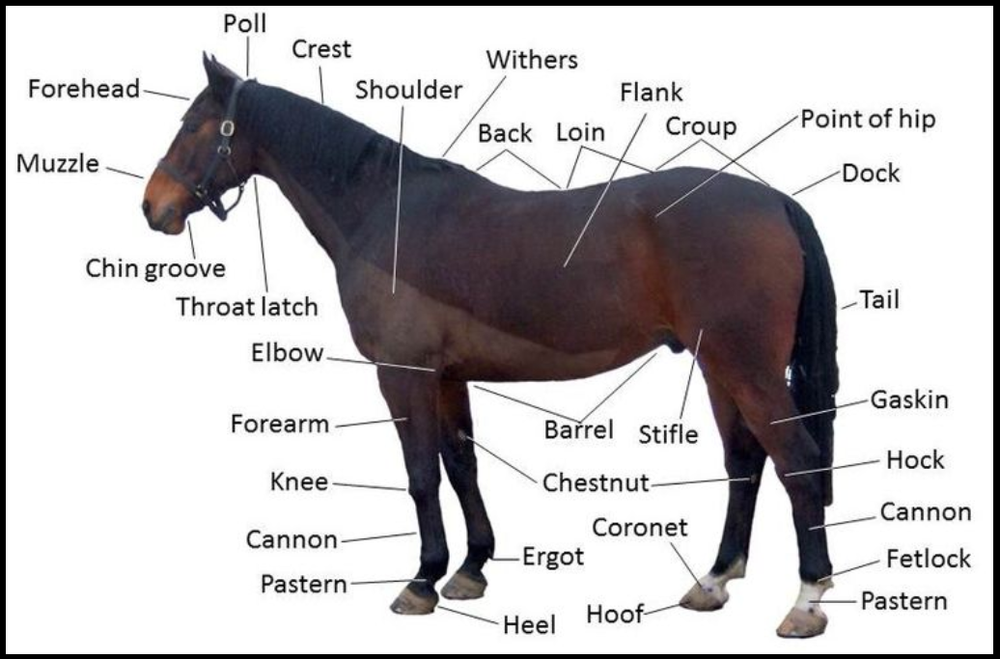 Poll
Crest
Withers
Forehead
Shoulder
Flank
Back
Loin
Croup
Point of hip
Muzzle
Dock
Chin groove
Throat latch
Tail
Elbow
Forearm
Barrel
Stifle
Gaskin
Knee
Chestnut
Hock
Cannon
Coronet
Cannon
Pastern
Ergot
Fetlock
Heel
Hoof
Pastern